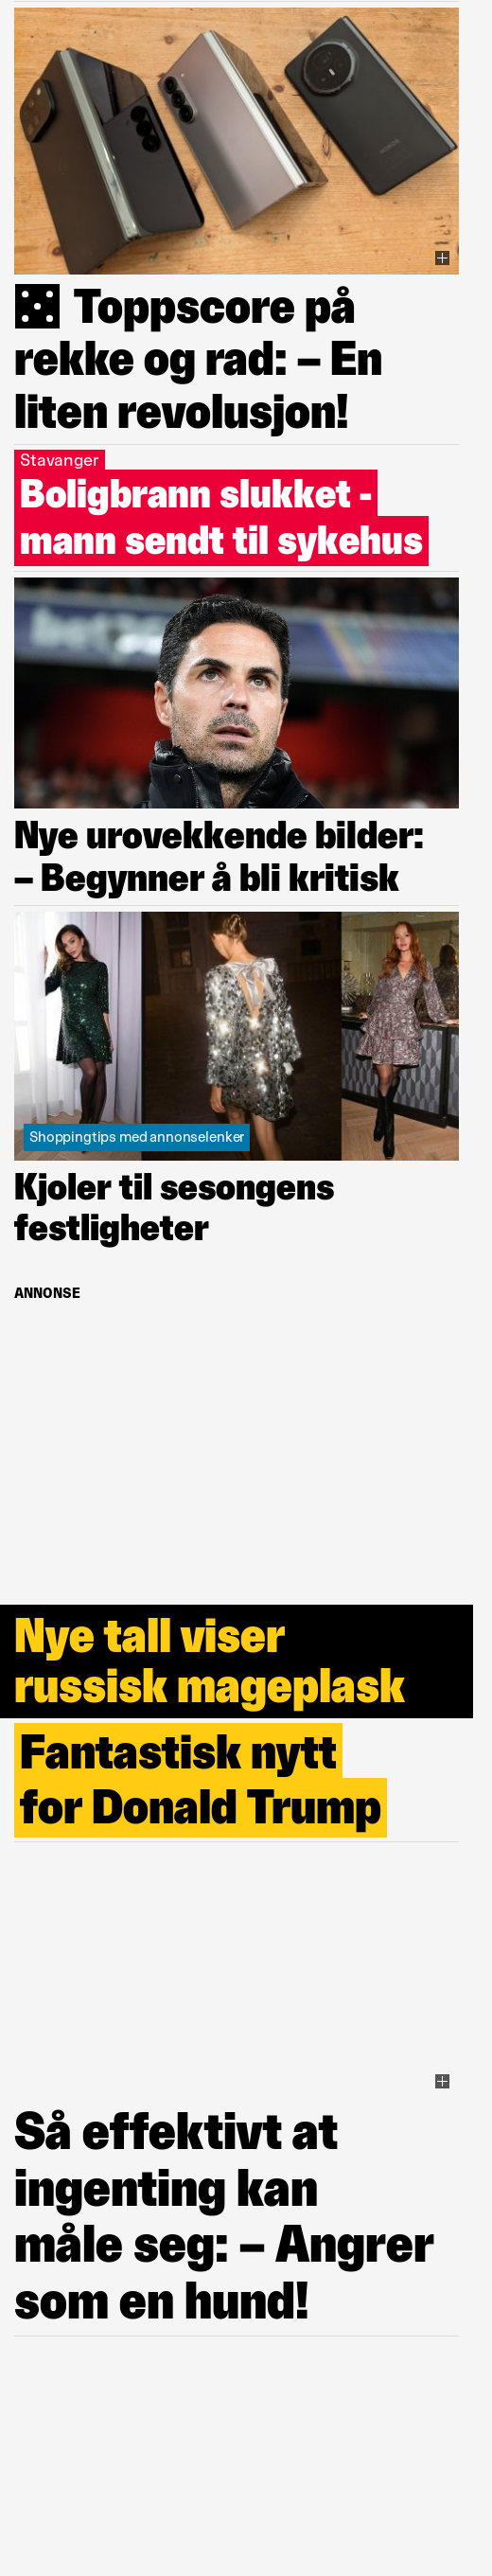 Toppscore på
rekke og rad: – En
liten revolusjon!
Stavanger
Boligbrann slukket -
mann sendt til sykehus
Nye urovekkende bilder:
– Begynner å bli kritisk
Shoppingtips med annonselenker
Kjoler til sesongens
festligheter
ANNONSE
Nye tall viser
russisk mageplask
Fantastisk nytt
for Donald Trump
Så effektivt at
ingenting kan
måle seg: – Angrer
som en hund!